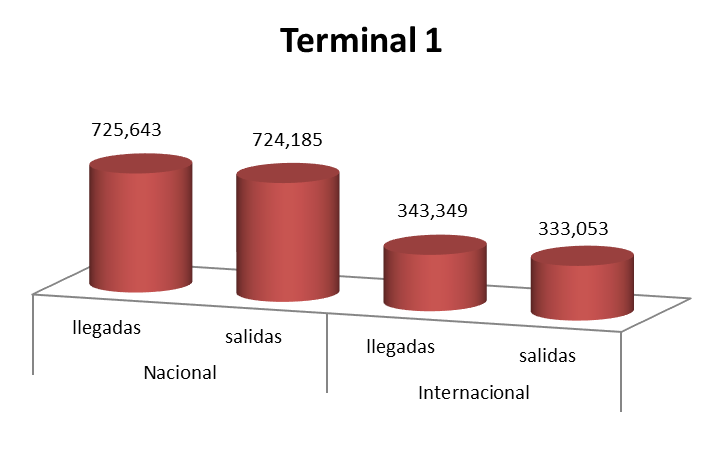 Terminal 1
725,643
724,185
343,349
333,053
llegadas
salidas
llegadas
salidas
Nacional
Internacional